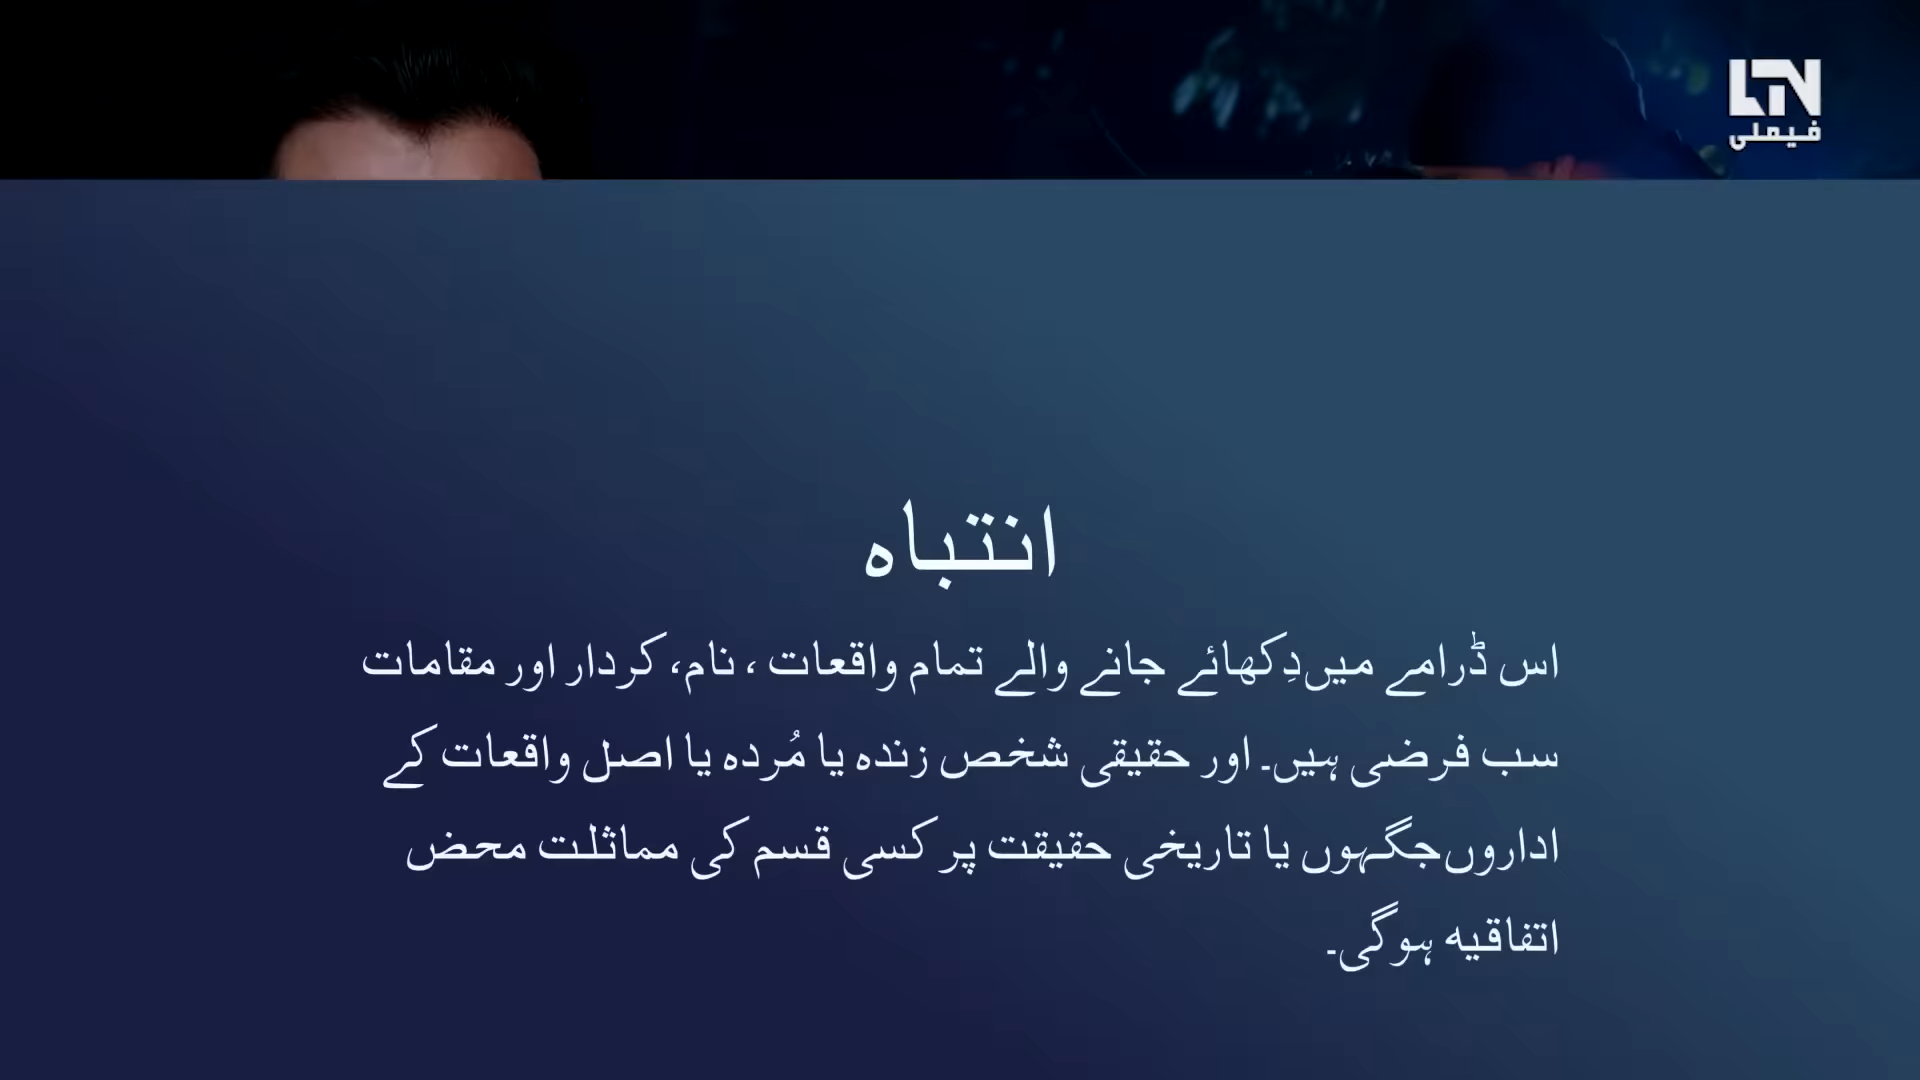 LTN
فیملی
انتباہ
اس ڈرامے میں دِکھائے جانے والے تمام واقعات ، نام، کردار اور مقامات
سب فرضی ہیں۔ اور حقیقی شخص زندہ یا مُردہ یا اصل واقعات کے
اداروں جگہوں یا تاریخی حقیقت پر کسی قسم کی مماثلت محض
اتفاقیہ ہوگی۔